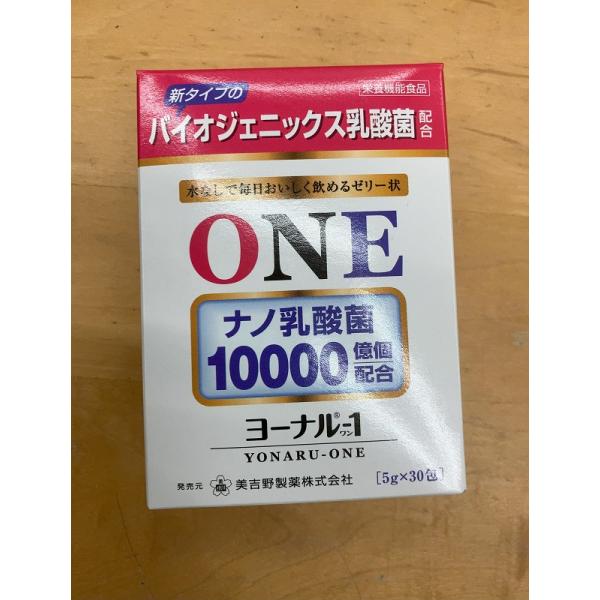 栄養機能食品
新タイプの
バイオジェニックス乳酸菌配合
水なしで毎日おいしく飲めるゼリー状
ONE
ナノ乳酸菌
10000億個配合
ヨーナル®-1
ワン
YONARU-ONE
発売元 美吉野製薬株式会社
[5g×30包]